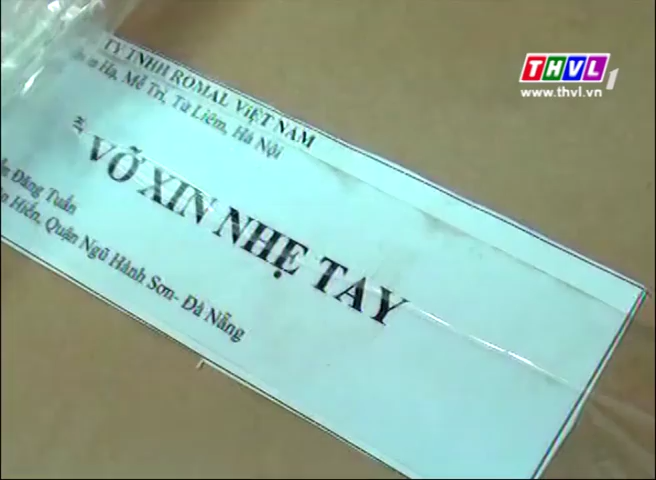 THVL1
www.thvl.vn
TY TNHH ROMAL VIỆT NAM
Hạ, Mễ Trì, Từ Liêm, Hà Nội
VỠ XIN NHẸ TAY
Đăng Tuấn
Hiến, Quận Ngũ Hành Sơn- Đà Nẵng